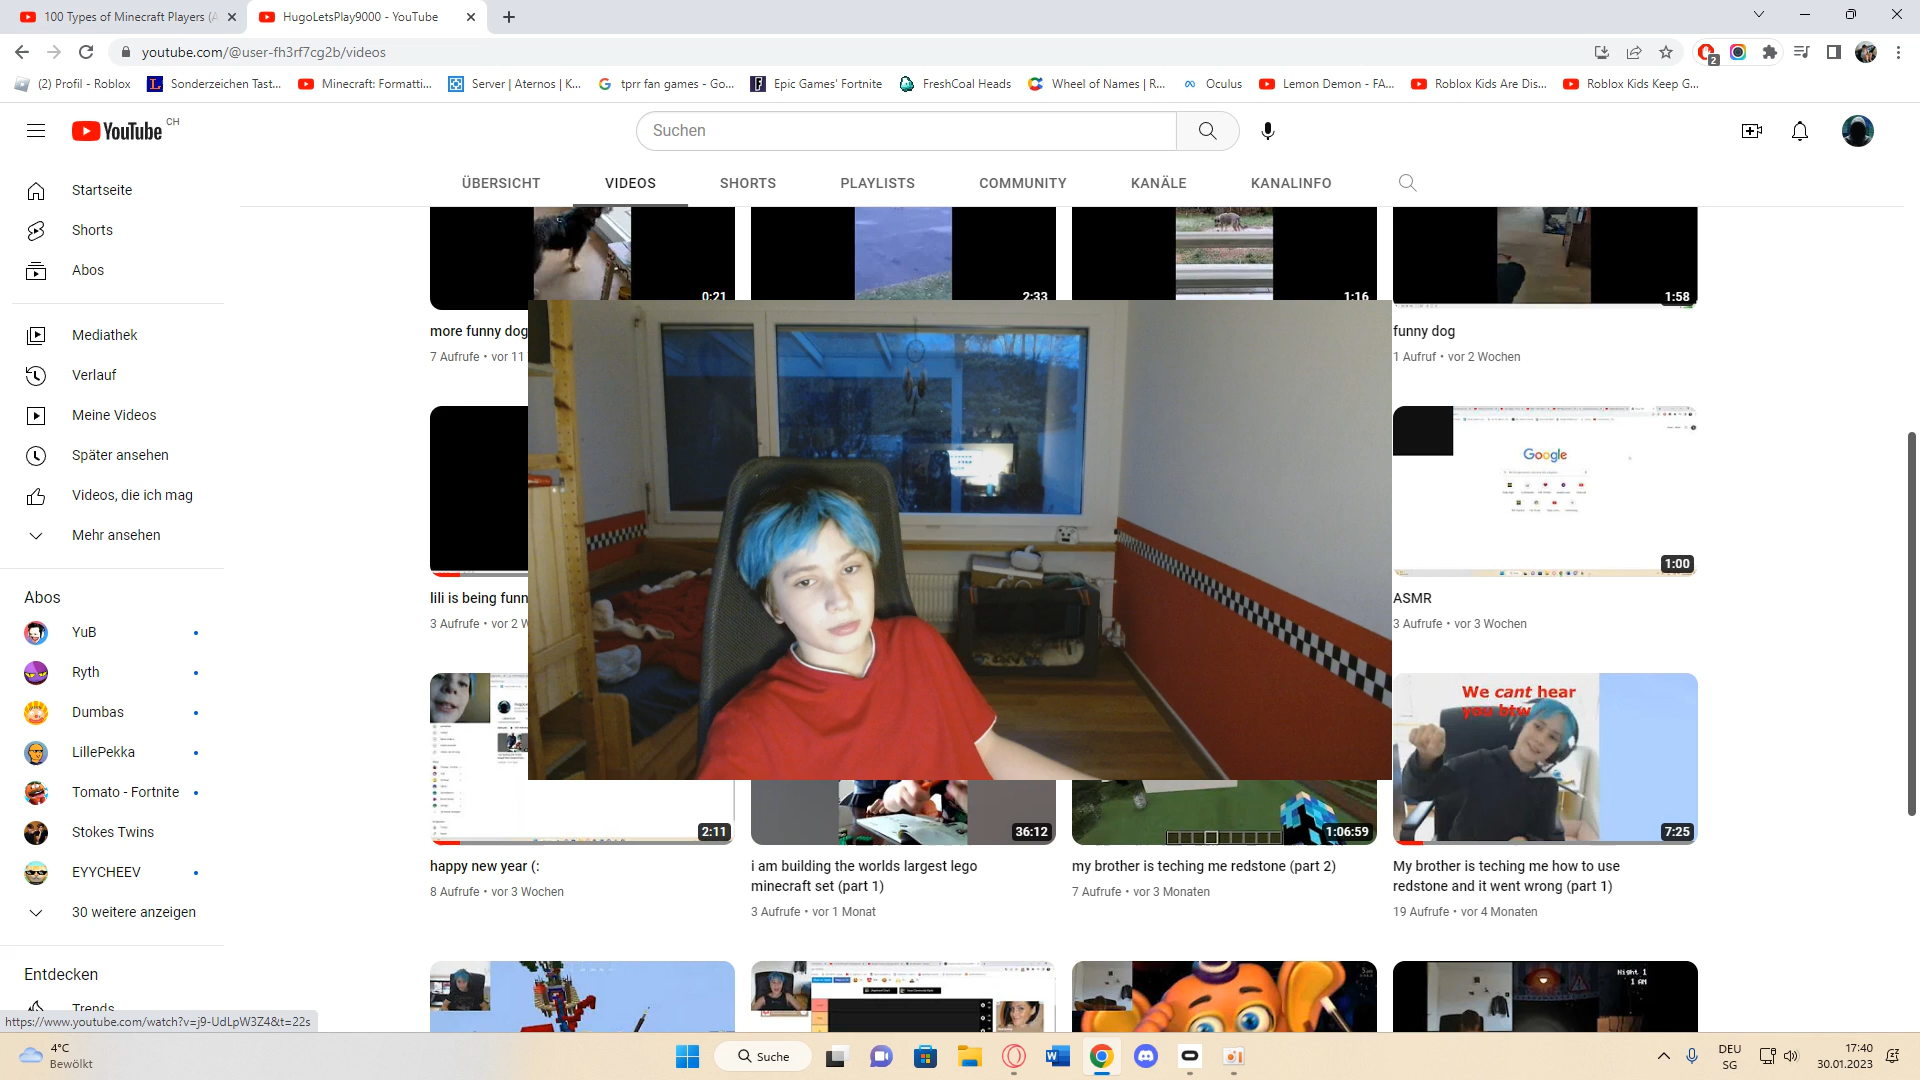 100 Types of Minecraft Players (A
HugoLetsPlay9000 - YouTube
youtube.com/@user-fh3rf7cg2b/videos
2
(2) Profil - Roblox
Sonderzeichen Tast...
Minecraft: Formatti...
Server | Aternos | K...
tprr fan games - Go...
Epic Games' Fortnite
FreshCoal Heads
Wheel of Names | R...
Oculus
Lemon Demon - FA...
Roblox Kids Are Dis...
Roblox Kids Keep G...
YouTube CH
Suchen
ÜBERSICHT
VIDEOS
SHORTS
PLAYLISTS
COMMUNITY
KANÄLE
KANALINFO
Startseite
Shorts
Abos
Mediathek
Verlauf
Meine Videos
Später ansehen
Videos, die ich mag
Mehr ansehen
Abos
YuB
Ryth
Dumbas
LillePekka
Tomato - Fortnite
Stokes Twins
EYYCHEEV
30 weitere anzeigen
Entdecken
Trends
0:21
2:33
1:16
1:58
more funny dog
7 Aufrufe • vor 11
funny dog
1 Aufruf • vor 2 Wochen
Google
1:00
lili is being funn
3 Aufrufe • vor 2 W
ASMR
3 Aufrufe • vor 3 Wochen
2:11
36:12
1:06:59
We cant hear
you btw
7:25
happy new year (:
8 Aufrufe • vor 3 Wochen
i am building the worlds largest lego
minecraft set (part 1)
3 Aufrufe • vor 1 Monat
my brother is teching me redstone (part 2)
7 Aufrufe • vor 3 Monaten
My brother is teching me how to use
redstone and it went wrong (part 1)
19 Aufrufe • vor 4 Monaten
Night 1
1 AM
https://www.youtube.com/watch?v=j9-UdLpW3Z4&t=22s
4°C
Bewölkt
Suche
DEU
SG
17:40
30.01.2023